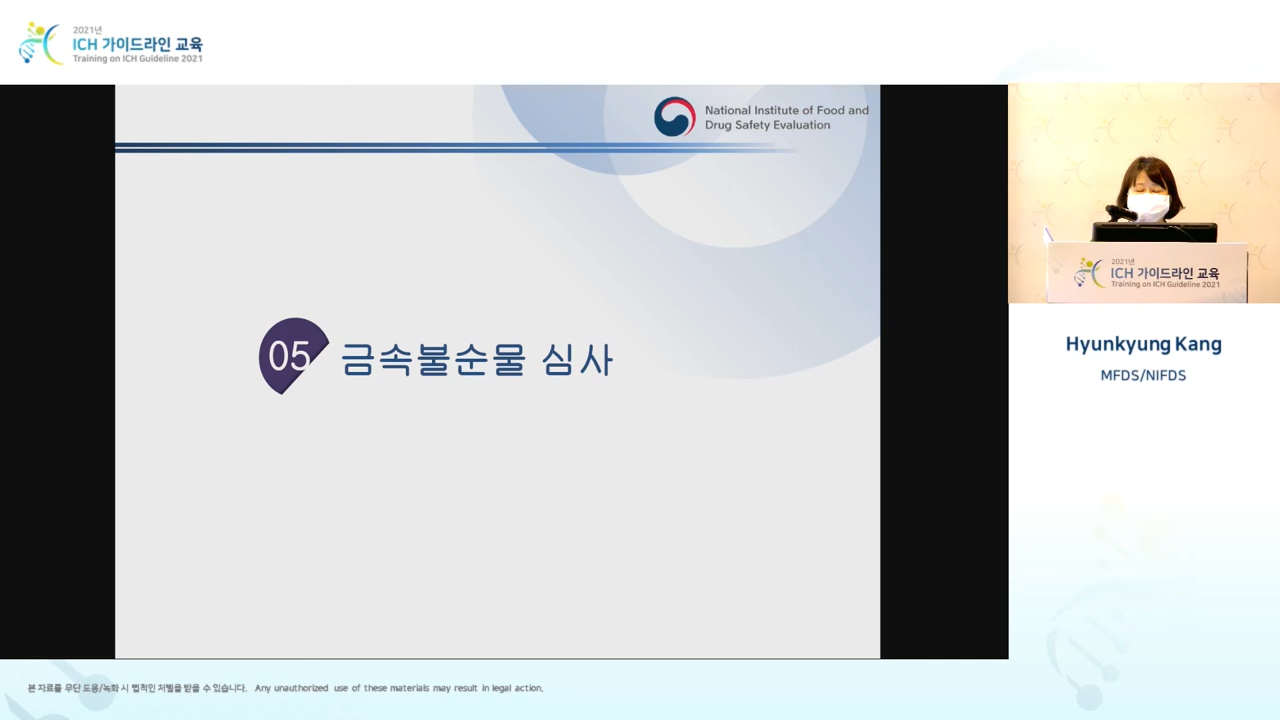 2021년
ICH 가이드라인 교육
Training on ICH Guideline 2021
National Institute of Food and
Drug Safety Evaluation
05 금속불순물 심사
2021년
ICH 가이드라인 교육
Training on ICH Guideline 2021
Hyunkyung Kang
MFDS/NIFDS
본 자료를 무단 도용/녹화 시 법적인 처벌을 받을 수 있습니다. Any unauthorized use of these materials may result in legal action.